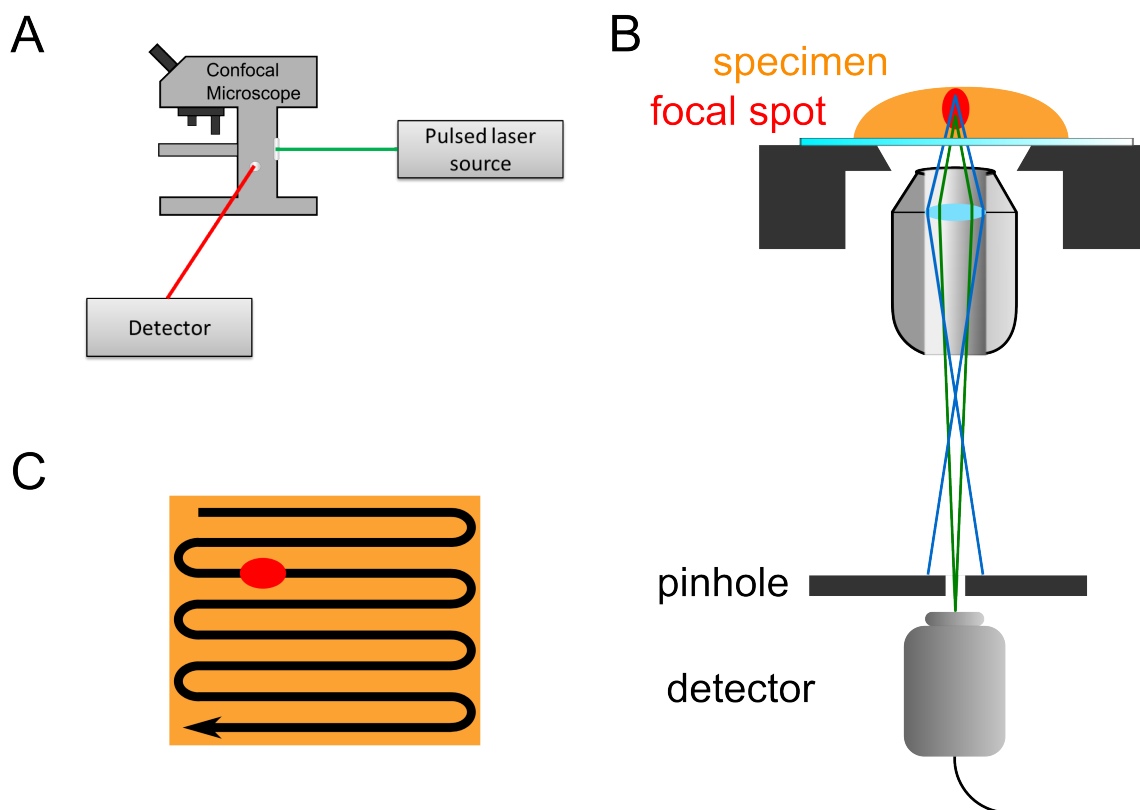 A
Confocal
Microscope
Pulsed laser
source
Detector
B
specimen
focal spot
pinhole
detector
C